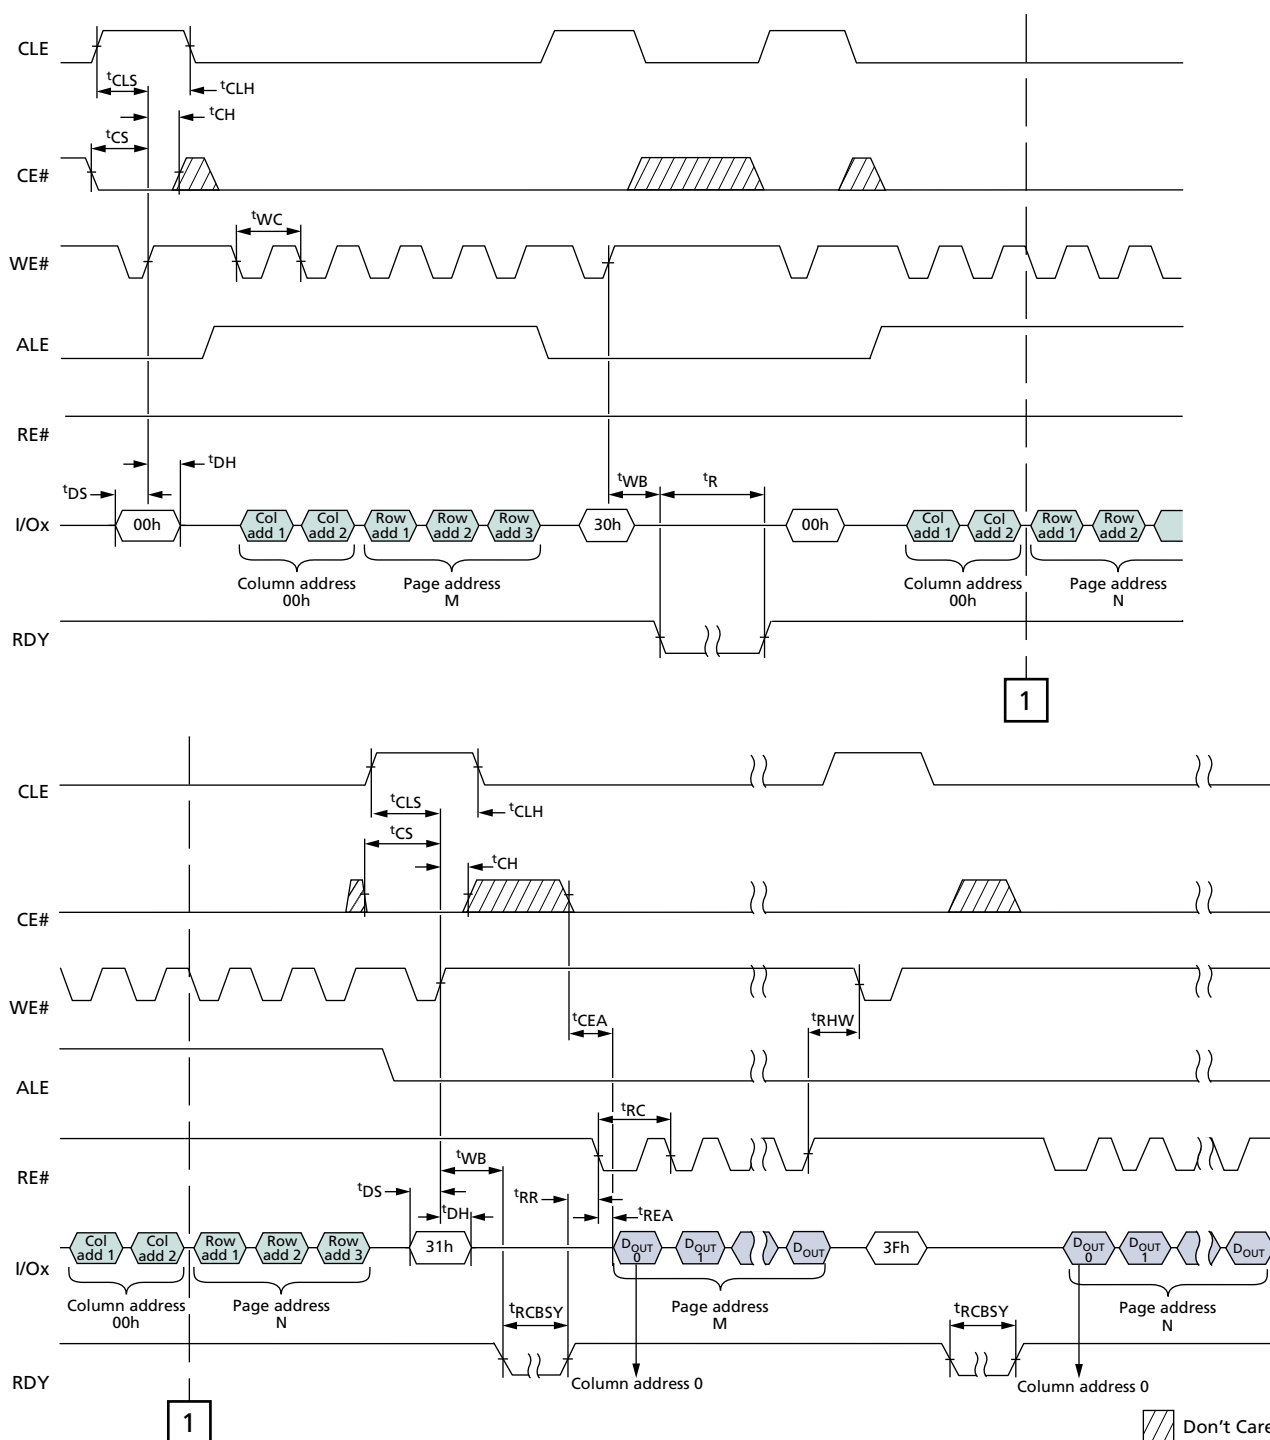 CLE
tCLS
tCLH
tCH
tCS
CE#
tWC
WE#
ALE
RE#
tDH
tDS
tWB
tR
I/Ox
00h
Col add 1
Col add 2
Row add 1
Row add 2
Row add 3
30h
00h
Col add 1
Col add 2
Row add 1
Row add 2
Column address
00h
Page address
M
Column address
00h
Page address
N
RDY
1
CLE
tCLS
tCLH
tCS
tCH
CE#
WE#
tCEA
tRHW
ALE
tRC
RE#
tWB
tDS
tRR
tDH
tREA
I/Ox
Col add 1
Col add 2
Row add 1
Row add 2
Row add 3
31h
DOUT 0
DOUT 1
DOUT
3Fh
DOUT 0
DOUT 1
DOUT
Column address
00h
Page address
N
tRCBSY
Page address
M
tRCBSY
Page address
N
RDY
Column address 0
Column address 0
1
Don't Care